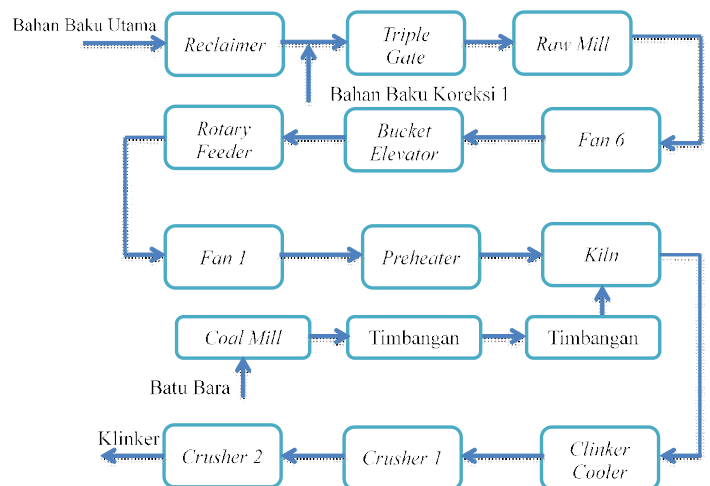 Bahan Baku Utama
Reclaimer
Triple
Gate
Raw Mill
Bahan Baku Koreksi 1
Rotary
Feeder
Bucket
Elevator
Fan 6
Fan 1
Preheater
Kiln
Coal Mill
Timbangan
Timbangan
Batu Bara
Klinker
Crusher 2
Crusher 1
Clinker
Cooler